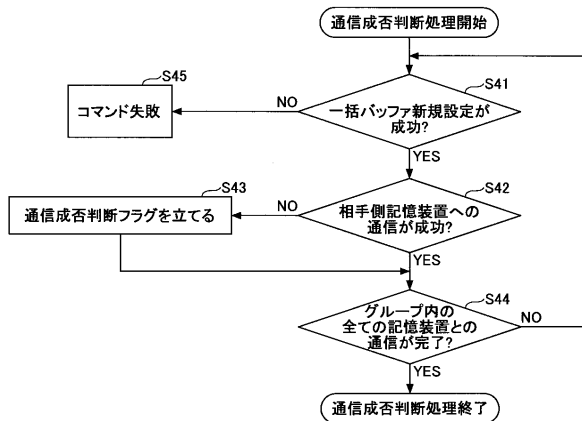 通信成否判断処理開始
S45
コマンド失敗
NO
S41
一括バッファ新規設定が
成功?
YES
S43
通信成否判断フラグを立てる
NO
S42
相手側記憶装置への
通信が成功?
YES
S44
グループ内の
全ての記憶装置との
通信が完了?
NO
YES
通信成否判断処理終了